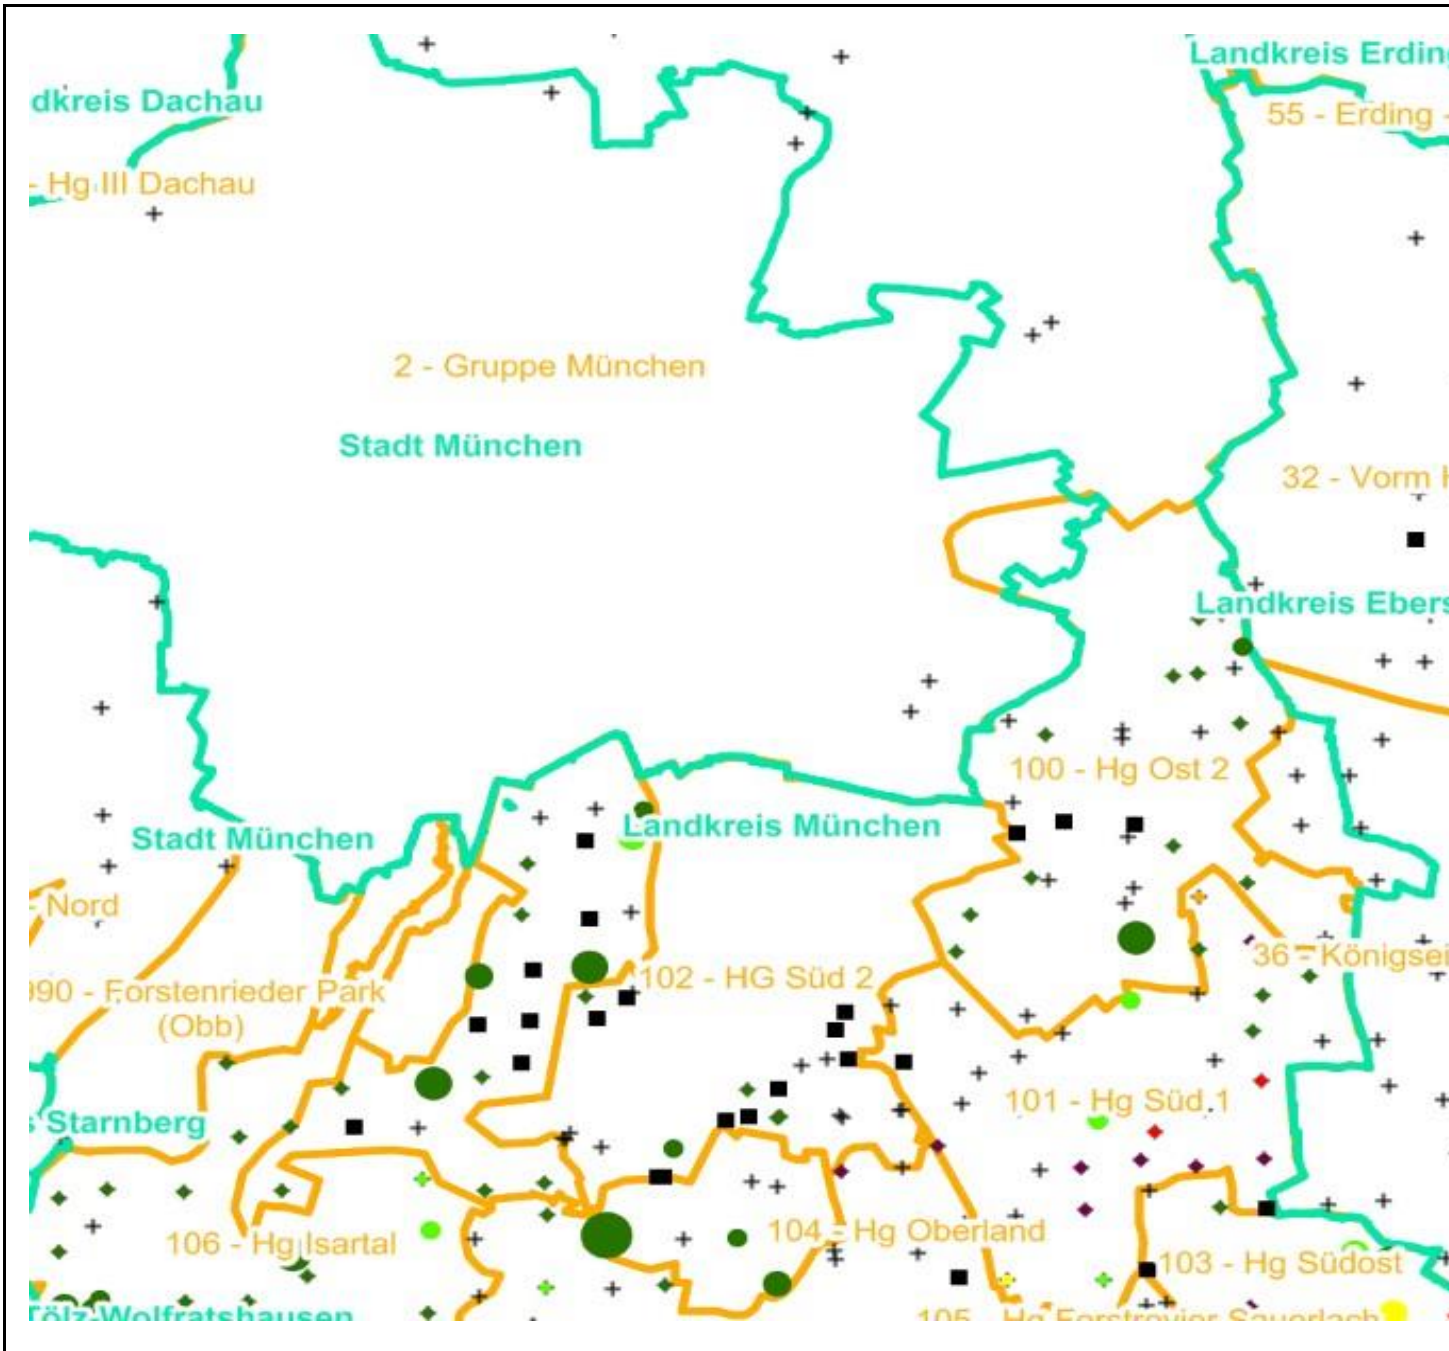 Landkreis Erding
dkreis Dachau
55 - Erding -
- Hg III Dachau
2 - Gruppe München
Stadt München
32 - Vorm H
Landkreis Ebers
100 - Hg Ost 2
Landkreis München
Stadt München
- Nord
36 - Königsei
102 - HG Süd 2
990 - Forstenrieder Park
(Obb)
101 - Hg Süd 1
s Starnberg
104 - Hg Oberland
106 - Hg Isartal
103 - Hg Südost
Tölz-Wolfratshausen
105 - Hg Forstrevier Sauerlach